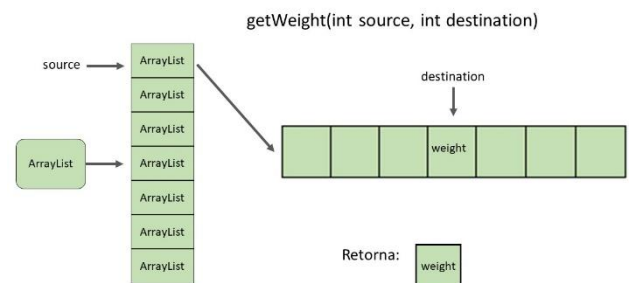 getWeight(int source, int destination)
source
ArrayList
ArrayList
ArrayList
ArrayList
ArrayList
ArrayList
ArrayList
ArrayList
destination
weight
Retorna:
weight